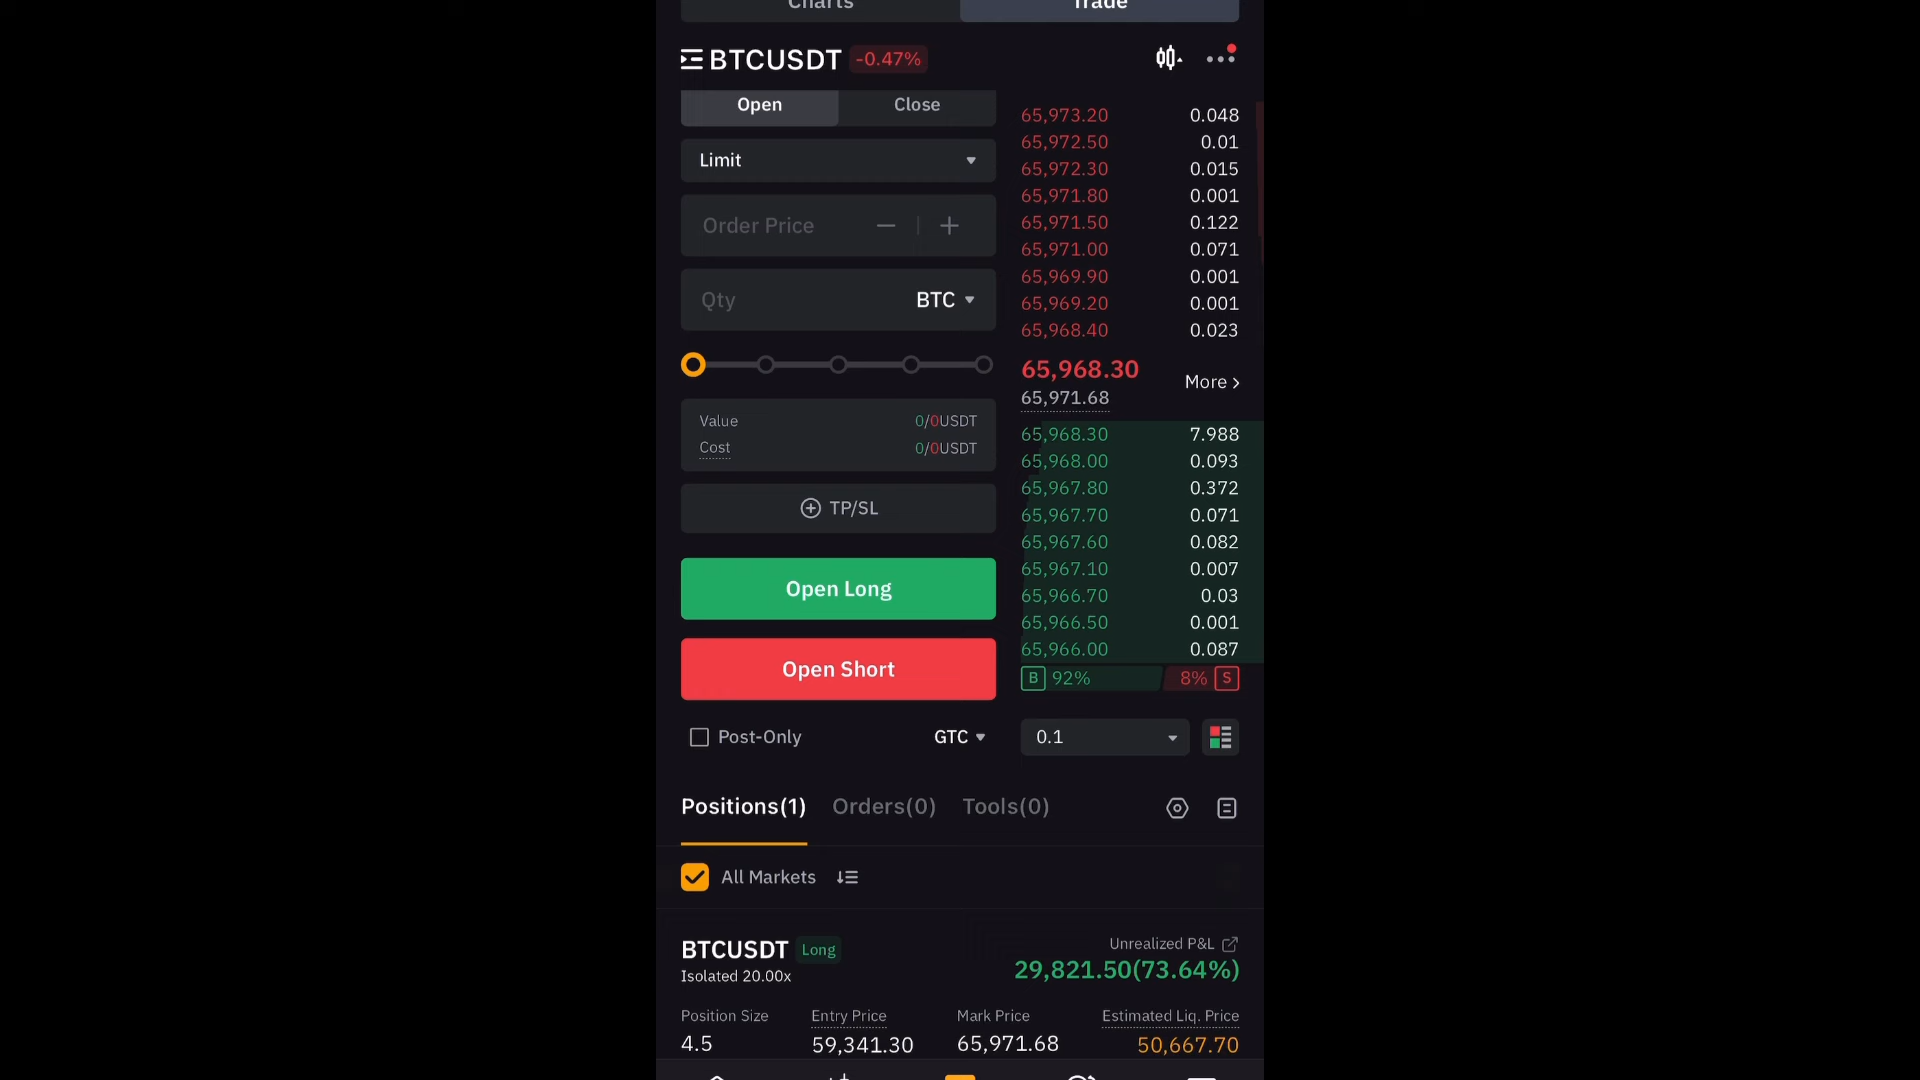 Charts Trade
BTCUSDT -0.47%
Open Close
Limit
Order Price
Qty BTC
Value 0/0USDT
Cost 0/0USDT
TP/SL
Open Long
Open Short
Post-Only GTC
65,973.20 0.048
65,972.50 0.01
65,972.30 0.015
65,971.80 0.001
65,971.50 0.122
65,971.00 0.071
65,969.90 0.001
65,969.20 0.001
65,968.40 0.023
65,968.30
65,971.68
More
65,968.30 7.988
65,968.00 0.093
65,967.80 0.372
65,967.70 0.071
65,967.60 0.082
65,967.10 0.007
65,966.70 0.03
65,966.50 0.001
65,966.00 0.087
B 92% 8% S
0.1
Positions(1) Orders(0) Tools(0)
All Markets
BTCUSDT Long
Isolated 20.00x
Unrealized P&L
29,821.50(73.64%)
Position Size Entry Price Mark Price Estimated Liq. Price
4.5 59,341.30 65,971.68 50,667.70